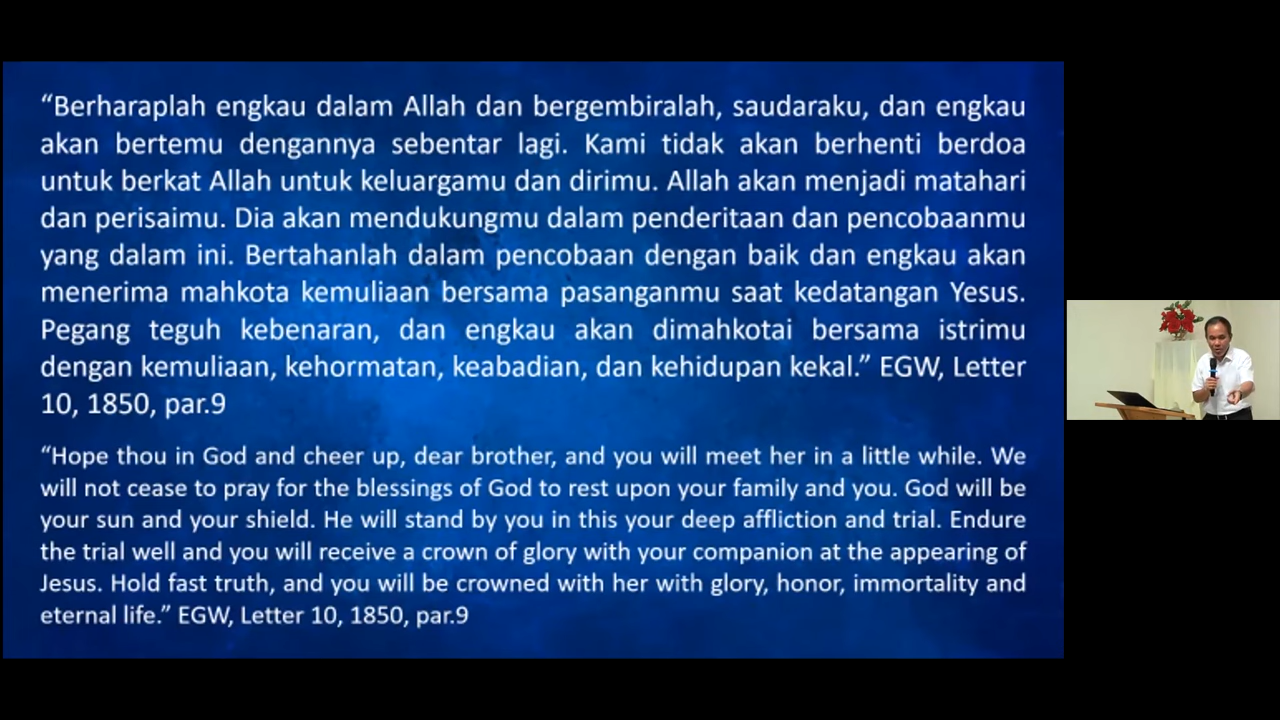 “Berharaplah engkau dalam Allah dan bergembiralah, saudaraku, dan engkau
akan bertemu dengannya sebentar lagi. Kami tidak akan berhenti berdoa
untuk berkat Allah untuk keluargamu dan dirimu. Allah akan menjadi matahari
dan perisaimu. Dia akan mendukungmu dalam penderitaan dan pencobaanmu
yang dalam ini. Bertahanlah dalam pencobaan dengan baik dan engkau akan
menerima mahkota kemuliaan bersama pasanganmu saat kedatangan Yesus.
Pegang teguh kebenaran, dan engkau akan dimahkotai bersama istrimu
dengan kemuliaan, kehormatan, keabadian, dan kehidupan kekal.” EGW, Letter
10, 1850, par.9
“Hope thou in God and cheer up, dear brother, and you will meet her in a little while. We
will not cease to pray for the blessings of God to rest upon your family and you. God will be
your sun and your shield. He will stand by you in this your deep affliction and trial. Endure
the trial well and you will receive a crown of glory with your companion at the appearing of
Jesus. Hold fast truth, and you will be crowned with her with glory, honor, immortality and
eternal life.” EGW, Letter 10, 1850, par.9